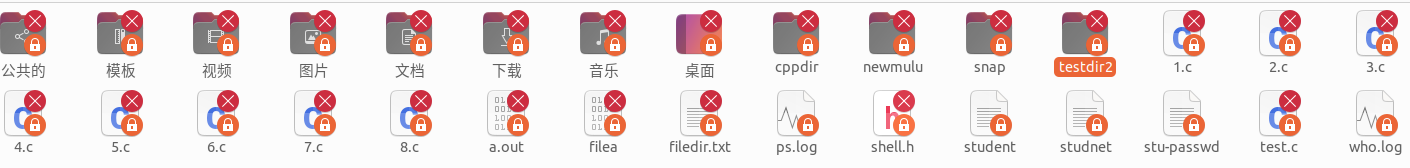 公共的 模板 视频 图片 文档 下载 音乐 桌面 cppdir newmulu snap testdir2 1.c 2.c 3.c
4.c 5.c 6.c 7.c 8.c a.out filea filedir.txt ps.log shell.h student studnet stu-passwd test.c who.log